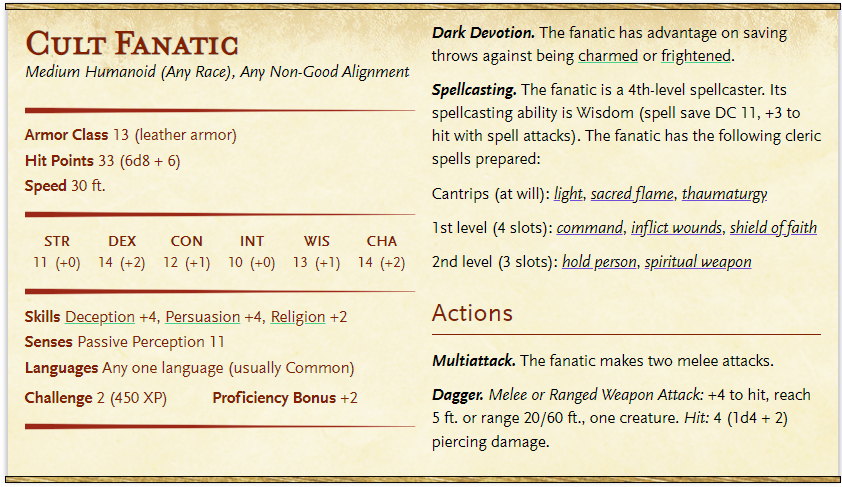 Cult Fanatic
Medium Humanoid (Any Race), Any Non-Good Alignment
Armor Class 13 (leather armor)
Hit Points 33 (6d8 + 6)
Speed 30 ft.
STR DEX CON INT WIS CHA
11 (+0) 14 (+2) 12 (+1) 10 (+0) 13 (+1) 14 (+2)
Skills Deception +4, Persuasion +4, Religion +2
Senses Passive Perception 11
Languages Any one language (usually Common)
Challenge 2 (450 XP) Proficiency Bonus +2
Dark Devotion. The fanatic has advantage on saving
throws against being charmed or frightened.
Spellcasting. The fanatic is a 4th-level spellcaster. Its
spellcasting ability is Wisdom (spell save DC 11, +3 to
hit with spell attacks). The fanatic has the following cleric
spells prepared:
Cantrips (at will): light, sacred flame, thaumaturgy
1st level (4 slots): command, inflict wounds, shield of faith
2nd level (3 slots): hold person, spiritual weapon
Actions
Multiattack. The fanatic makes two melee attacks.
Dagger. Melee or Ranged Weapon Attack: +4 to hit, reach
5 ft. or range 20/60 ft., one creature. Hit: 4 (1d4 + 2)
piercing damage.